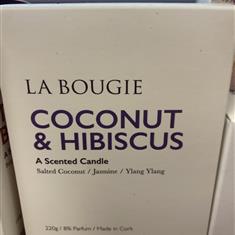 LA BOUGIE
COCONUT
& HIBISCUS
A Scented Candle
Salted Coconut / Jasmine / Ylang Ylang
220g / 8% Parfum / Made in Cork